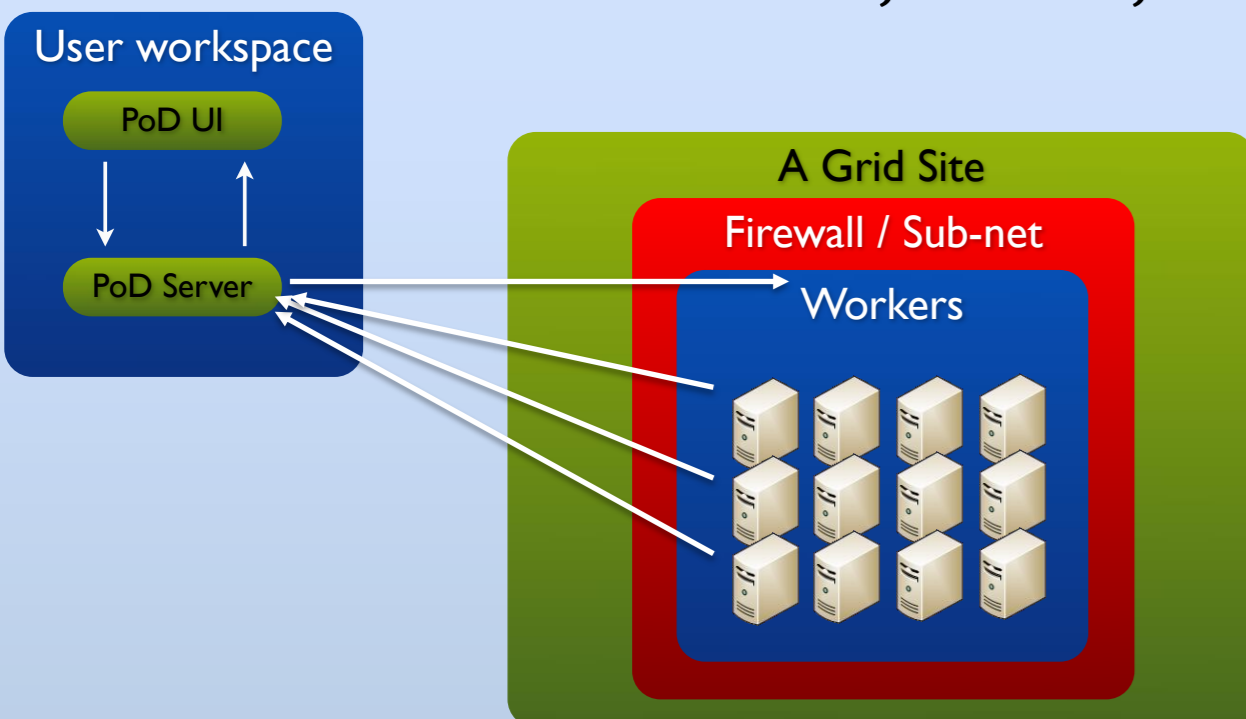 User workspace
PoD UI
PoD Server
A Grid Site
Firewall / Sub-net
Workers